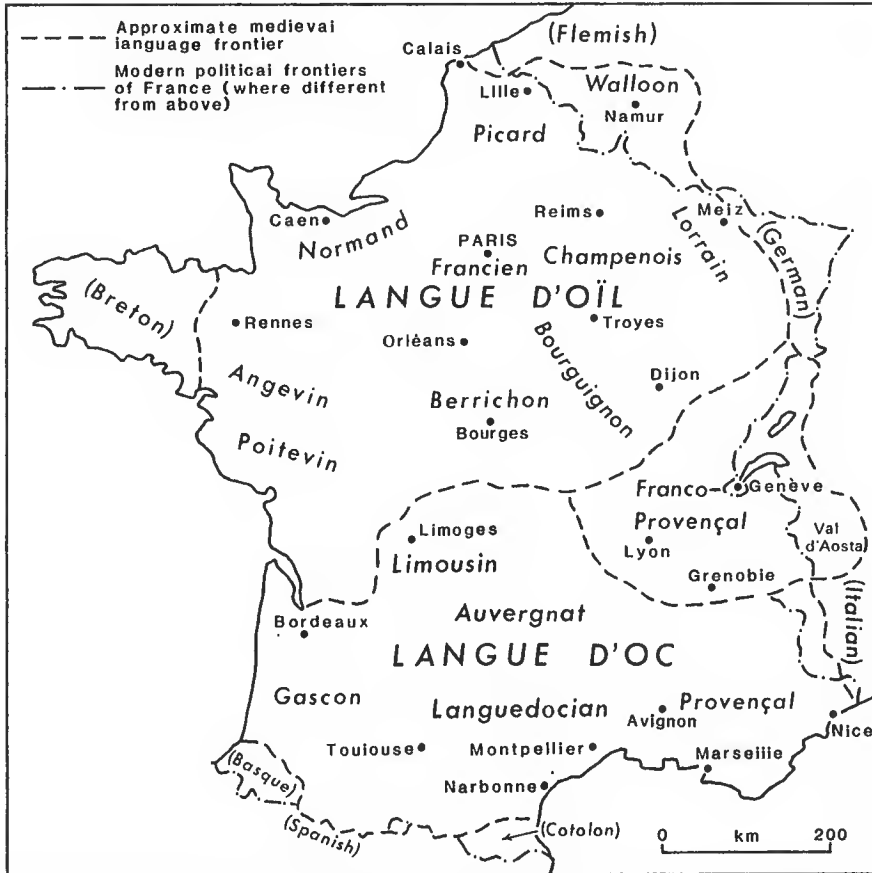 Approximate medievai
ianguage frontier
Modern poiiticai frontiers
of France (where different
from above)
(Flemish)
Calais
Walloon
Lille
Namur
Picard
Reims
Meiz
Caen
Normand
Lorrain
(German)
PARIS
Francien
Champenois
(Breton)
LANGUE D'OÏL
Rennes
Troyes
Orléans
Bourguignon
Angevin
Dijon
Berrichon
Bourges
Poitevin
Franco
Genève
Provençal
Limoges
Lyon
Val
d'Aosta
Limousin
Grenobie
(Italian)
Auvergnat
Bordeaux
LANGUE D'OC
Gascon
Languedocian
Provençal
Avignon
Nice
Touiouse
Montpellier
Marseiiie
(Basque)
Narbonne
(Spanish)
(Cotolon)
0 km 200